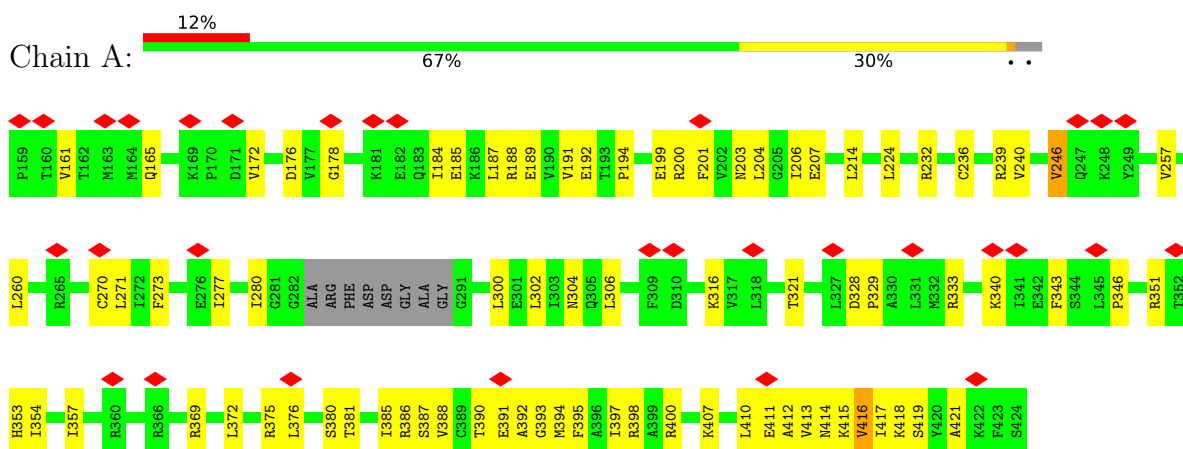 12%
Chain A:
67% 30% • •
P159 T160 V161 T162 M163 M164 Q165 K169 P170 D171 V172 D176 V177 G178 K181 E182 Q183 I184 E185 K186 L187 R188 E189 V190 V191 E192 T193 P194 E199 R200 F201 V202 N203 L204 G205 I206 E207 L214 L224 R232 C236 R239 V240 V246 Q247 K248 Y249 V257
L260 R265 C270 L271 I272 F273 E276 I277 I280 G281 G282 ALA ARG PHE ASP ASP GLY ALA GLY G291 L300 E301 L302 I303 N304 Q305 L306 F309 D310 K316 V317 L318 T321 L327 D328 P329 A330 L331 M332 R333 K340 I341 E342 F343 S344 L345 P346 R351 T352
H353 I354 I357 R360 R366 R369 L372 R375 L376 S380 T381 I385 R386 S387 V388 C389 T390 E391 A392 G393 M394 F395 A396 I397 R398 A399 R400 K407 L410 E411 A412 V413 N414 K415 V416 I417 K418 S419 Y420 A421 K422 F423 S424